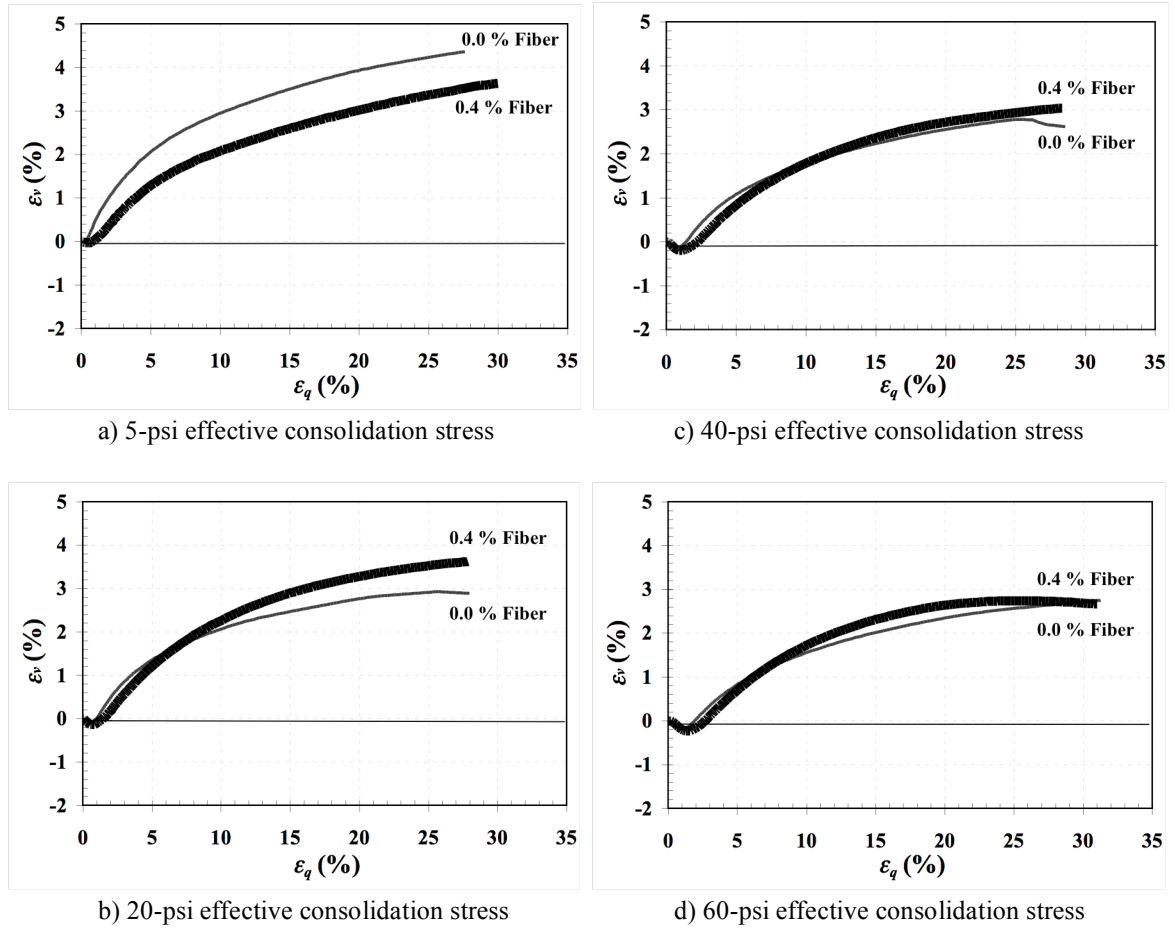 5
4
3
2
1
0
-1
-2
εv (%)
0.0 % Fiber
0.4 % Fiber
0 5 10 15 20 25 30 35
εq (%)
a) 5-psi effective consolidation stress
5
4
3
2
1
0
-1
-2
εv (%)
0.4 % Fiber
0.0 % Fiber
0 5 10 15 20 25 30 35
εq (%)
c) 40-psi effective consolidation stress
5
4
3
2
1
0
-1
-2
εv (%)
0.4 % Fiber
0.0 % Fiber
0 5 10 15 20 25 30 35
εq (%)
b) 20-psi effective consolidation stress
5
4
3
2
1
0
-1
-2
εv (%)
0.4 % Fiber
0.0 % Fiber
0 5 10 15 20 25 30 35
εq (%)
d) 60-psi effective consolidation stress